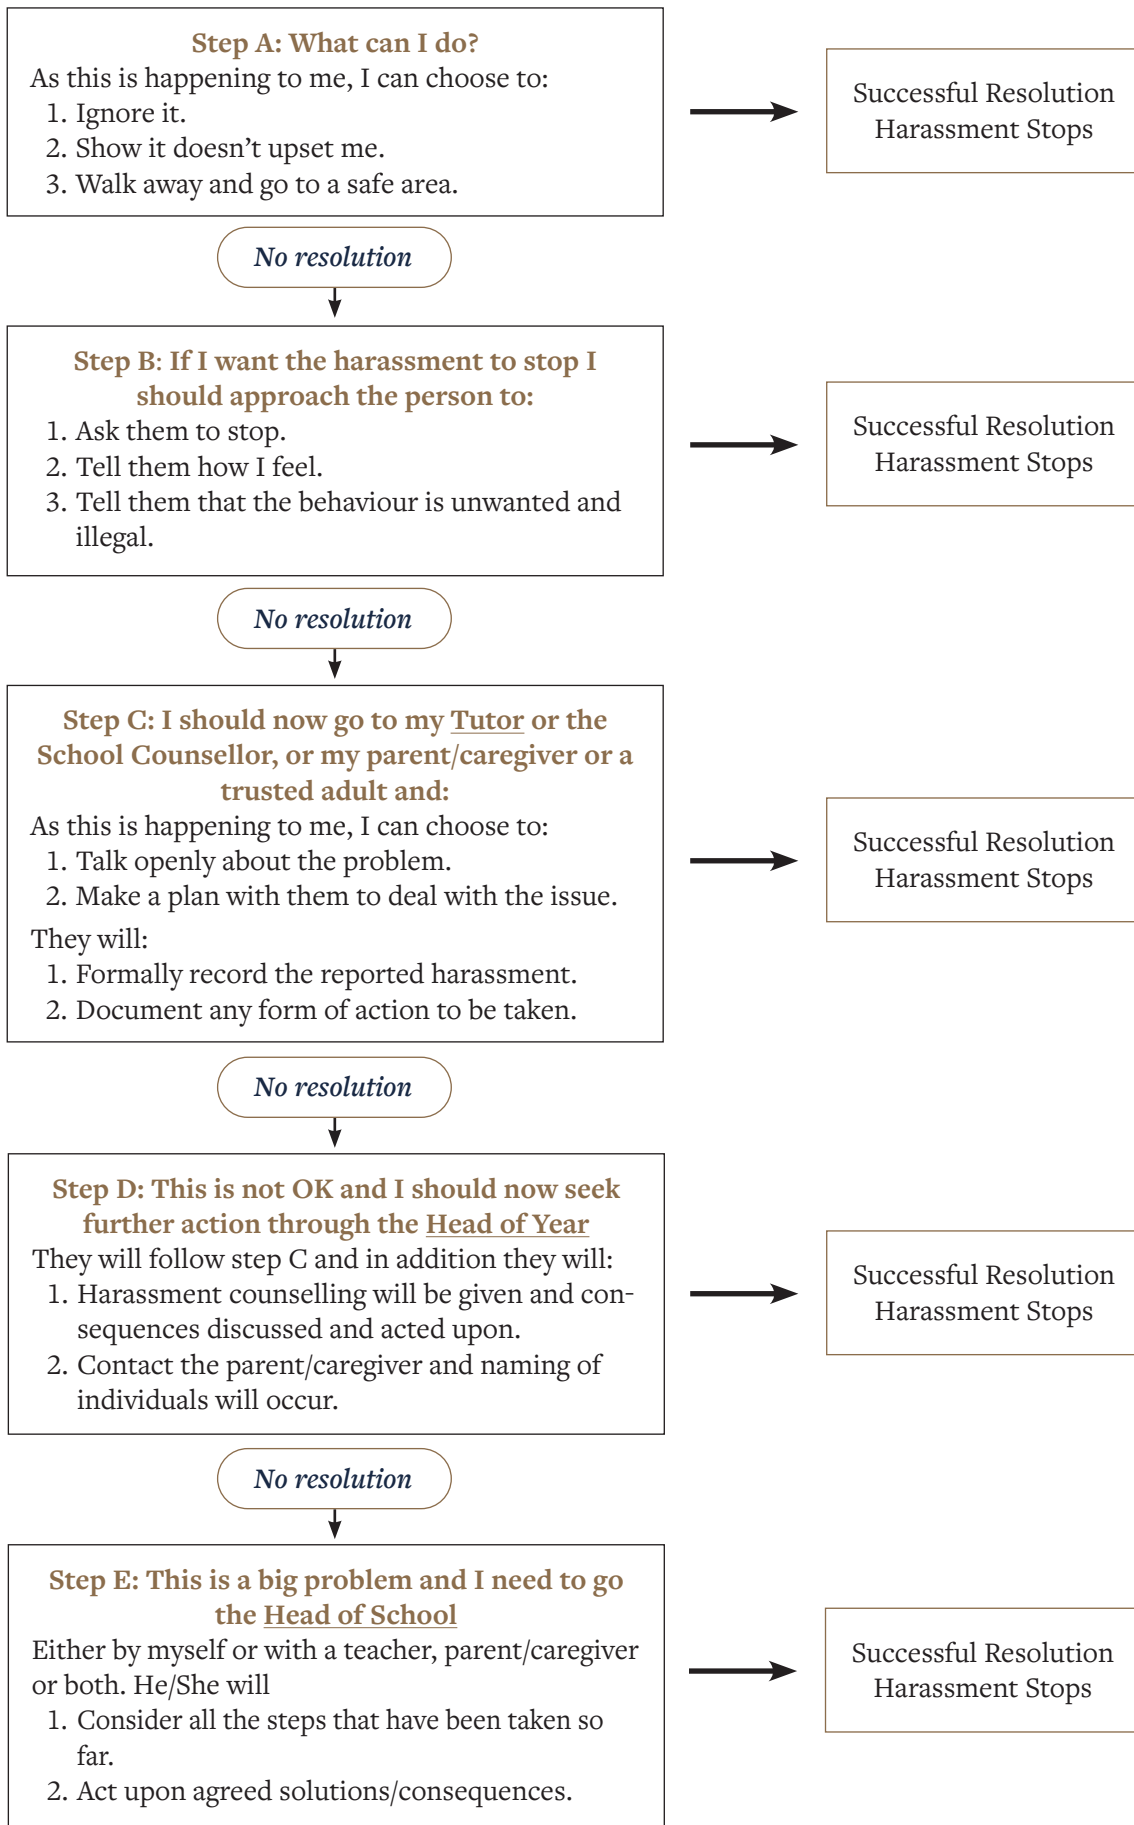 Step A: What can I do?
As this is happening to me, I can choose to:
1. Ignore it.
2. Show it doesn’t upset me.
3. Walk away and go to a safe area.
Successful Resolution
Harassment Stops
No resolution
Step B: If I want the harassment to stop I
should approach the person to:
1. Ask them to stop.
2. Tell them how I feel.
3. Tell them that the behaviour is unwanted and
illegal.
Successful Resolution
Harassment Stops
No resolution
Step C: I should now go to my Tutor or the
School Counsellor, or my parent/caregiver or a
trusted adult and:
As this is happening to me, I can choose to:
1. Talk openly about the problem.
2. Make a plan with them to deal with the issue.
They will:
1. Formally record the reported harassment.
2. Document any form of action to be taken.
Successful Resolution
Harassment Stops
No resolution
Step D: This is not OK and I should now seek
further action through the Head of Year
They will follow step C and in addition they will:
1. Harassment counselling will be given and con-
sequences discussed and acted upon.
2. Contact the parent/caregiver and naming of
individuals will occur.
Successful Resolution
Harassment Stops
No resolution
Step E: This is a big problem and I need to go
the Head of School
Either by myself or with a teacher, parent/caregiver
or both. He/She will
1. Consider all the steps that have been taken so
far.
2. Act upon agreed solutions/consequences.
Successful Resolution
Harassment Stops